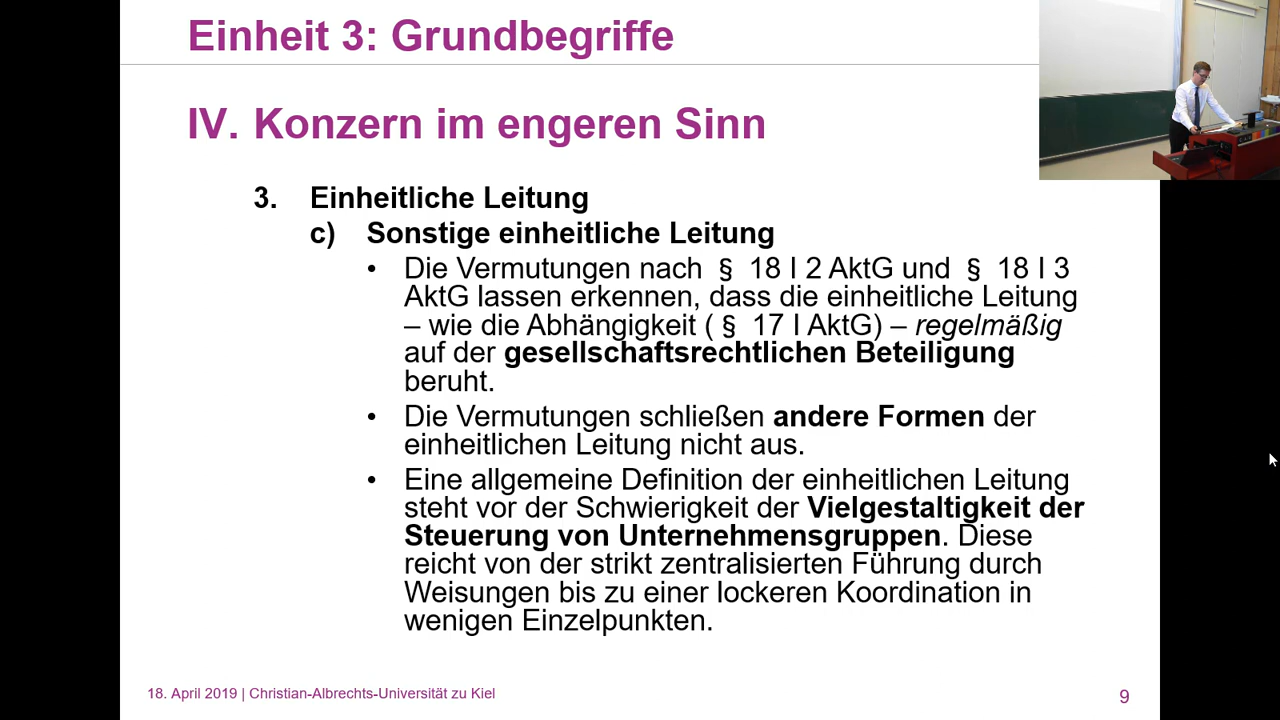 Einheit 3: Grundbegriffe
IV. Konzern im engeren Sinn
3. Einheitliche Leitung
c) Sonstige einheitliche Leitung
• Die Vermutungen nach § 18 I 2 AktG und § 18 I 3
AktG lassen erkennen, dass die einheitliche Leitung
– wie die Abhängigkeit ( § 17 I AktG) – regelmäßig
auf der gesellschaftsrechtlichen Beteiligung
beruht.
• Die Vermutungen schließen andere Formen der
einheitlichen Leitung nicht aus.
• Eine allgemeine Definition der einheitlichen Leitung
steht vor der Schwierigkeit der Vielgestaltigkeit der
Steuerung von Unternehmensgruppen. Diese
reicht von der strikt zentralisierten Führung durch
Weisungen bis zu einer lockeren Koordination in
wenigen Einzelpunkten.
18. April 2019 | Christian-Albrechts-Universität zu Kiel
9